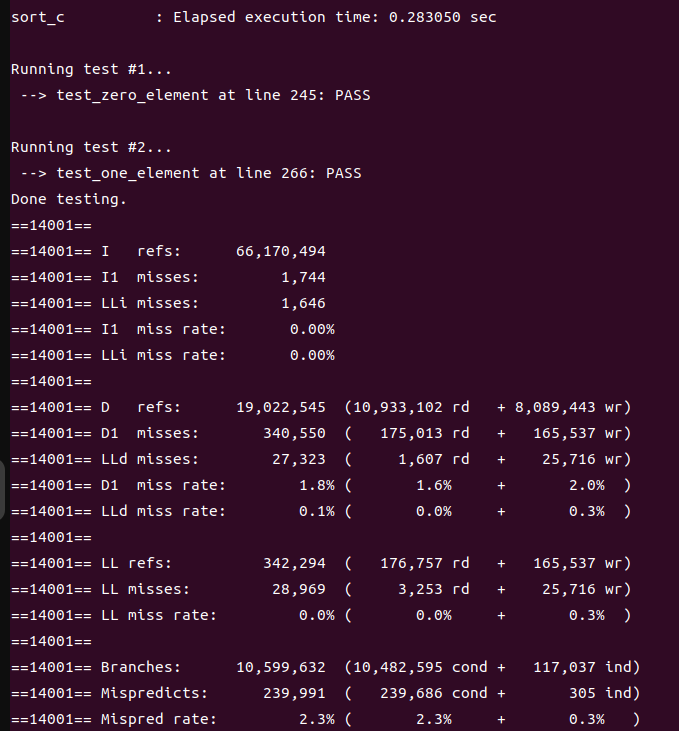 sort_c          : Elapsed execution time: 0.283050 sec

Running test #1...
 --> test_zero_element at line 245: PASS

Running test #2...
 --> test_one_element at line 266: PASS
Done testing.
==14001==
==14001== I   refs:      66,170,494
==14001== I1  misses:         1,744
==14001== LLi misses:         1,646
==14001== I1  miss rate:       0.00%
==14001== LLi miss rate:       0.00%
==14001==
==14001== D   refs:      19,022,545  (10,933,102 rd   + 8,089,443 wr)
==14001== D1  misses:       340,550  (   175,013 rd   +   165,537 wr)
==14001== LLd misses:        27,323  (     1,607 rd   +    25,716 wr)
==14001== D1  miss rate:        1.8% (       1.6%     +       2.0%  )
==14001== LLd miss rate:        0.1% (       0.0%     +       0.3%  )
==14001==
==14001== LL refs:          342,294  (   176,757 rd   +   165,537 wr)
==14001== LL misses:         28,969  (     3,253 rd   +    25,716 wr)
==14001== LL miss rate:         0.0% (       0.0%     +       0.3%  )
==14001==
==14001== Branches:      10,599,632  (10,482,595 cond +   117,037 ind)
==14001== Mispredicts:      239,991  (   239,686 cond +       305 ind)
==14001== Mispred rate:         2.3% (       2.3%     +       0.3%   )